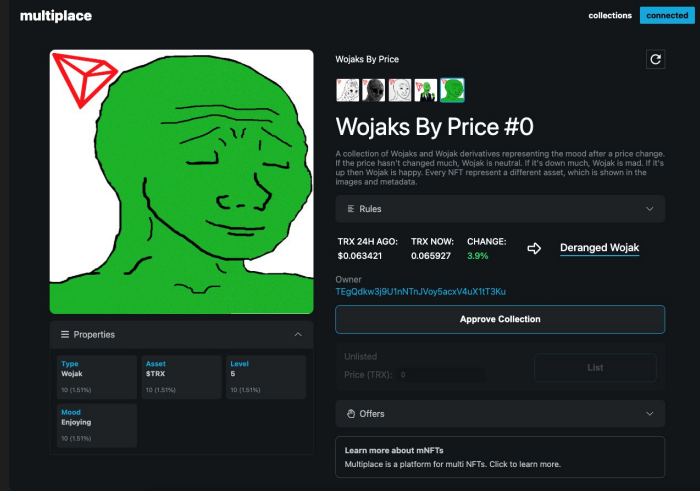 multiplace
collections
connected
Wojaks By Price
Wojaks By Price #0
A collection of Wojaks and Wojak derivatives representing the mood after a price change.
If the price hasn't changed much, Wojak is neutral. If it's down much, Wojak is mad. If it's
up then Wojak is happy. Every NFT represent a different asset, which is shown in the
images and metadata.
Rules
TRX 24H AGO: TRX NOW: CHANGE:
$0.063421 0.065927 3.9%
Deranged Wojak
Owner
TEgQdkw3j9U1nNTnJVoy5acxV4uX1tT3Ku
Approve Collection
Unlisted
Price (TRX): 0
List
Offers
Learn more about mNFTs
Multiplace is a platform for multi NFTs. Click to learn more.
Properties
Type
Wojak
10 (1.51%)
Asset
$TRX
10 (1.51%)
Level
5
10 (1.51%)
Mood
Enjoying
10 (1.51%)